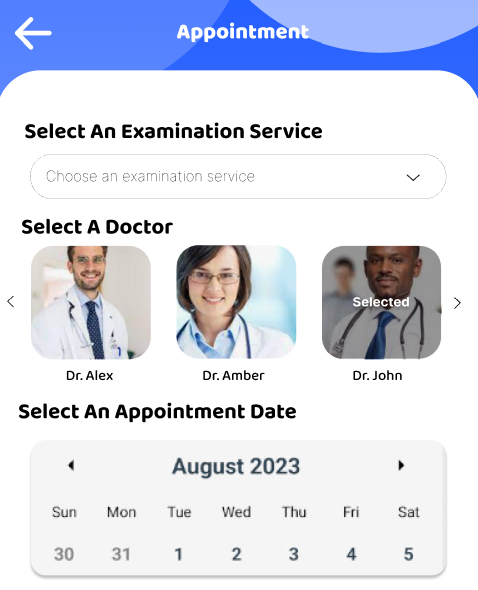 Appointment
Select An Examination Service
Choose an examination service
Select A Doctor
Selected
Dr. Alex Dr. Amber Dr. John
Select An Appointment Date
August 2023
Sun Mon Tue Wed Thu Fri Sat
30 31 1 2 3 4 5